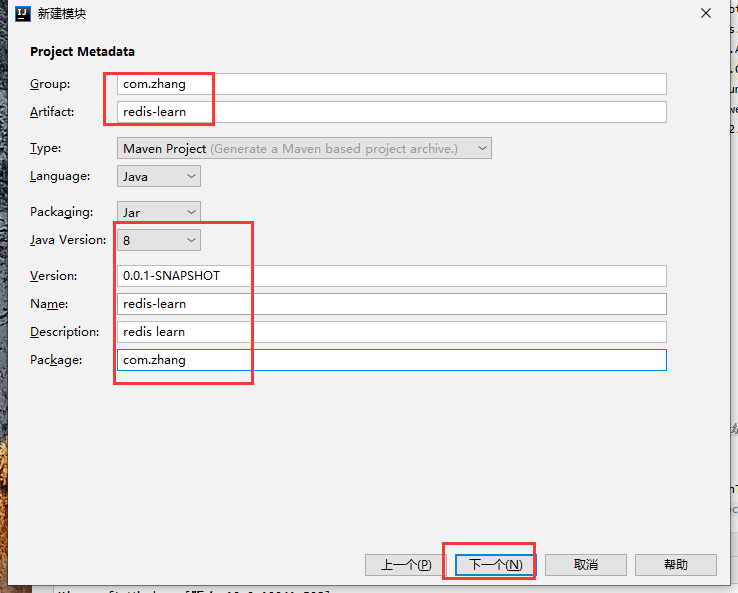 新建模块
Project Metadata
Group: com.zhang
Artifact: redis-learn
Type: Maven Project (Generate a Maven based project archive.)
Language: Java
Packaging: Jar
Java Version: 8
Version: 0.0.1-SNAPSHOT
Name: redis-learn
Description: redis learn
Package: com.zhang
上一个(P) 下一个(N) 取消 帮助